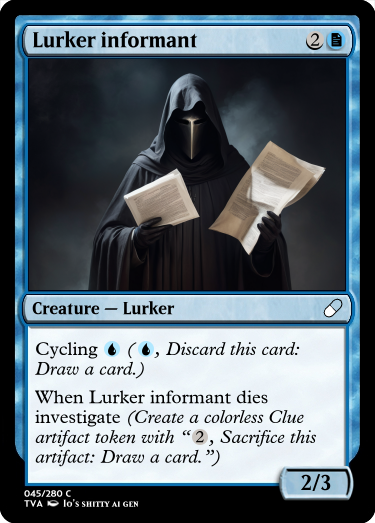 Lurker informant 2
Creature — Lurker
Cycling (, Discard this card:
Draw a card.)
When Lurker informant dies
investigate (Create a colorless Clue
artifact token with “2, Sacrifice this
artifact: Draw a card.”)
2/3
045/280 C
TVA Io's shitty ai gen